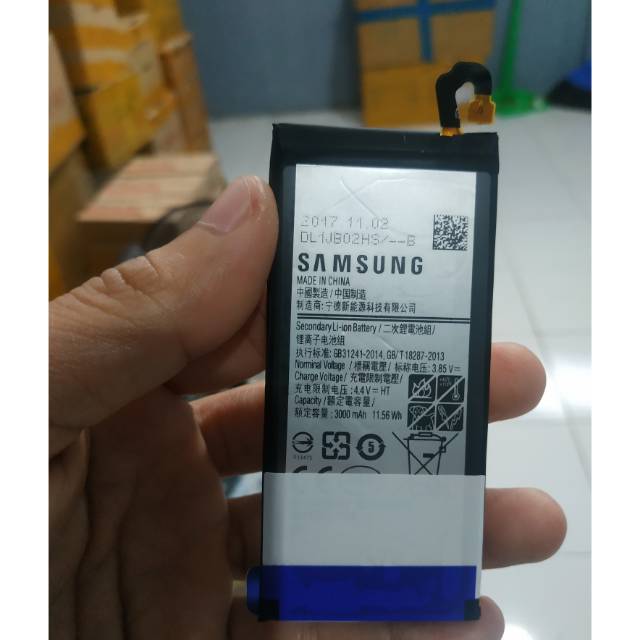 2017 11.02
DL1JB02HS/--B
SAMSUNG
MADE IN CHINA
中國製造/中国制造
制造商: 宁德新能源科技有限公司
Secondary Li-ion Battery / 二次鋰電池組/
锂离子电池组
执行标准: GB31241-2014, GB/T18287-2013
Nominal Voltage / 標稱電壓 / 标称电压: 3.85 V⎓
Charge Voltage / 充電限制電壓 /
充电限制电压: 4.4V⎓ HT
Capacity / 額定電容量 /
额定容量: 3000 mAh 11.56 Wh
5